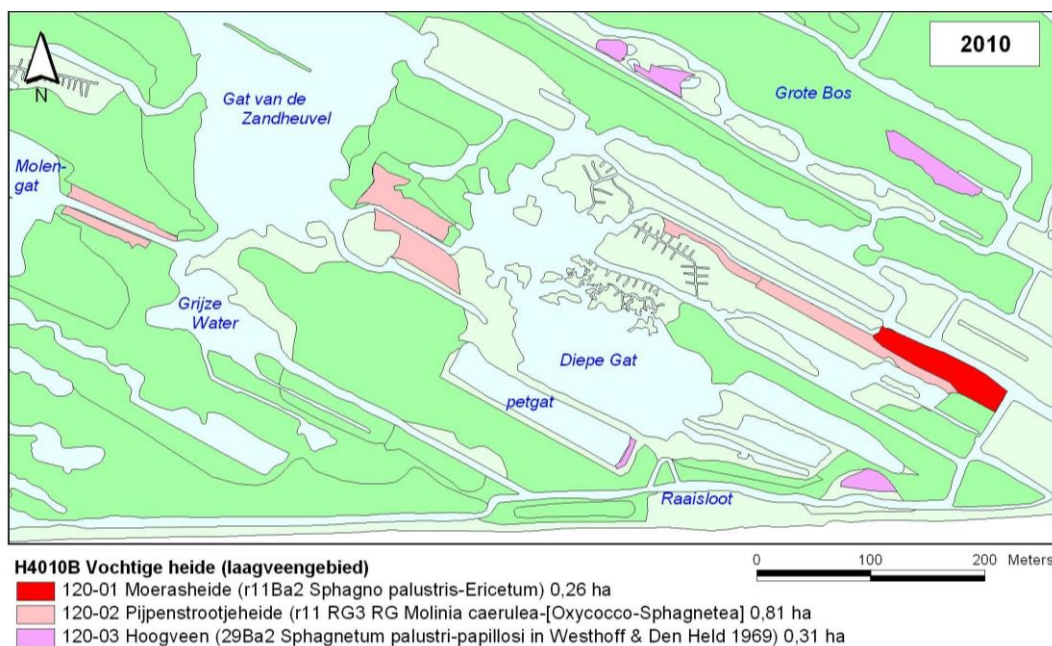 2010
N
Gat van de
Zandheuvel
Grote Bos
Molen-
gat
Grijze
Water
Diepe Gat
petgat
Raaisloot
H4010B Vochtige heide (laagveengebied)
0 100 200 Meters
120-01 Moerasheide (r11Ba2 Sphagno palustris-Ericetum) 0,26 ha
120-02 Pijpenstrootjeheide (r11 RG3 RG Molinia caerulea-[Oxycocco-Sphagnetea] 0,81 ha
120-03 Hoogveen (29Ba2 Sphagnetum palustri-papillosi in Westhoff & Den Held 1969) 0,31 ha